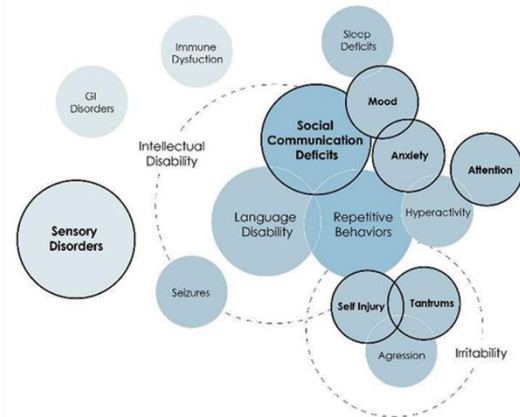 Sleep
Deficits
Immune
Dysfuction
GI
Disorders
Mood
Social
Communication
Deficits
Intellectual
Disability
Anxiety
Attention
Language
Disability
Repetitive
Behaviors
Hyperactivity
Sensory
Disorders
Seizures
Self Injury
Tantrums
Agression
Irritability